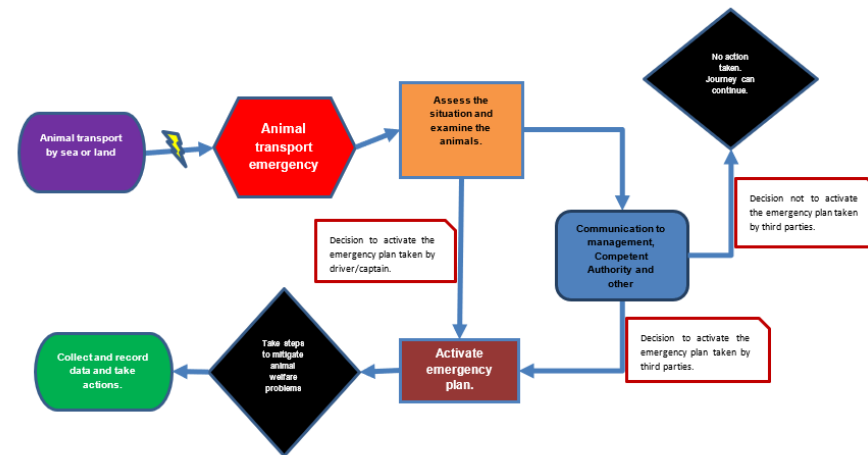 Animal transport
by sea or land
Animal
transport
emergency
Assess the
situation and
examine the
animals.
No action
taken.
Journey can
continue.
Decision not to activate
the emergency plan taken
by third parties.
Communication to
management,
Competent
Authority and
other
Decision to activate the
emergency plan taken by
driver/captain.
Decision to activate the
emergency plan taken by
third parties.
Activate
emergency
plan.
Take steps
to mitigate
animal
welfare
problems
Collect and record
data and take
actions.